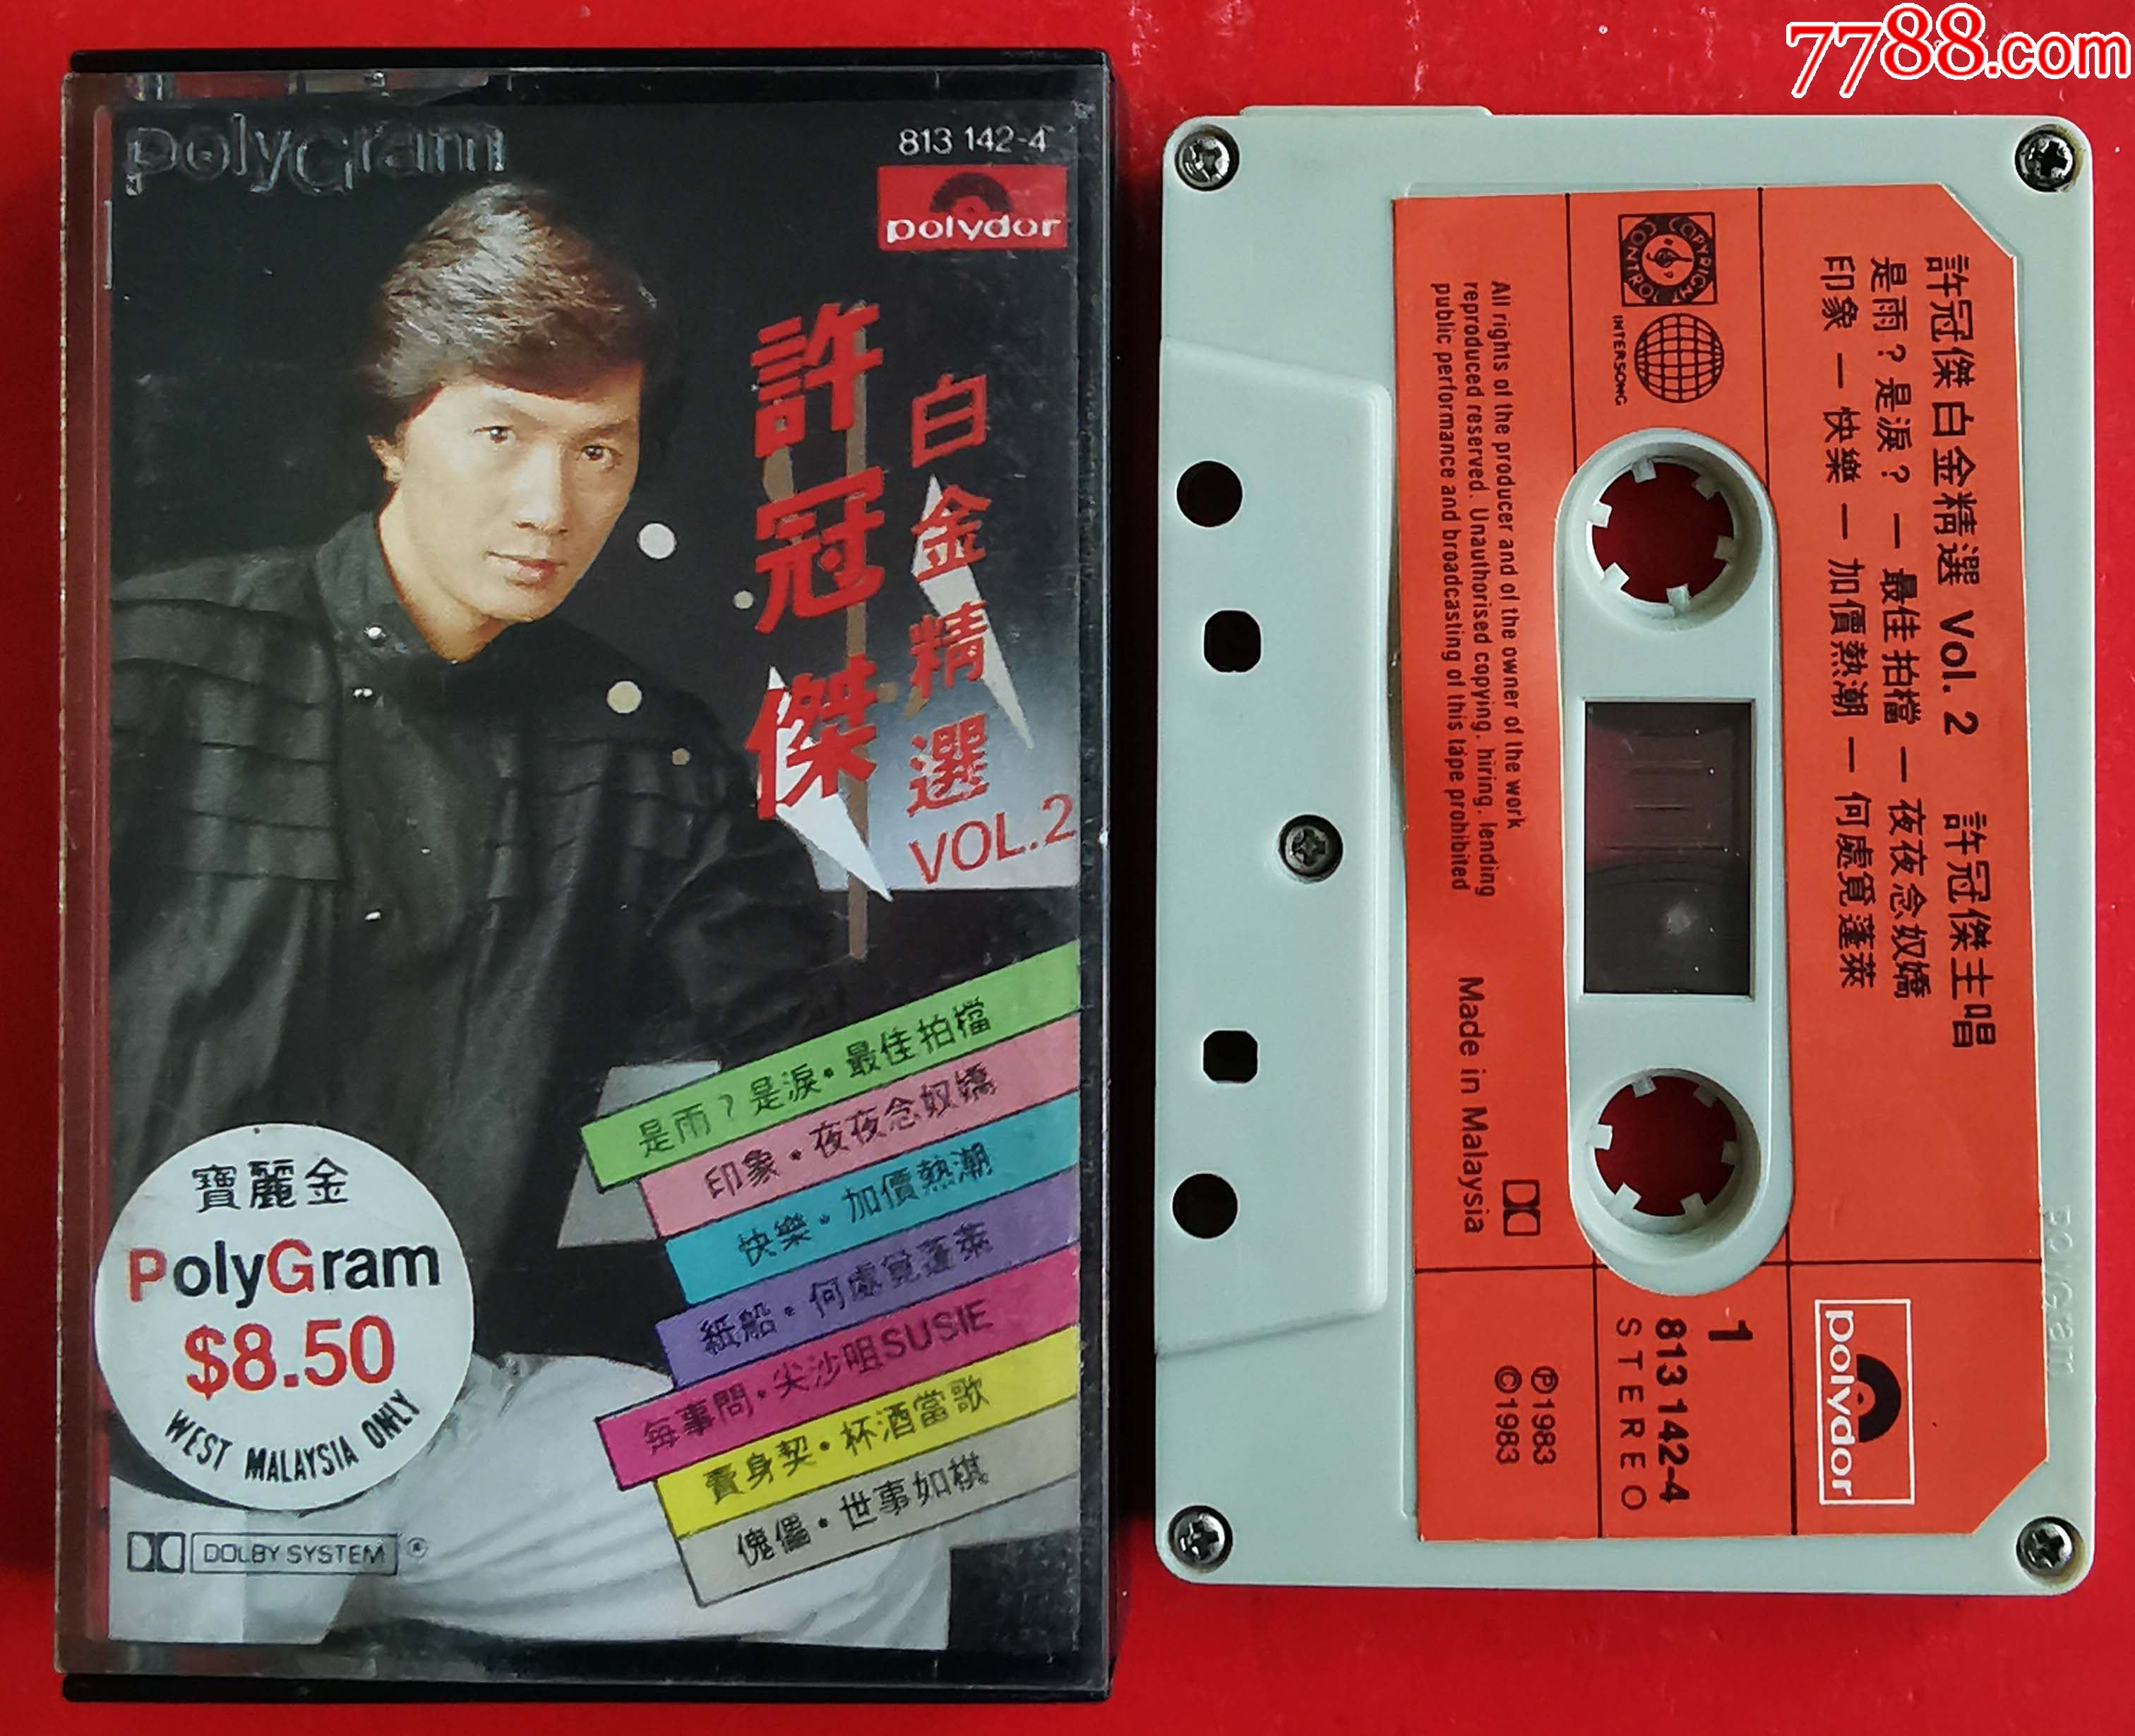 7788.com
PolyGram
813 142-4
polydor
許冠傑
白金精選
VOL.2
是雨？是淚・最佳拍檔
印象・夜夜念奴嬌
快樂・加價熱潮
紙船・何處覓蓬萊
每事問・尖沙咀SUSIE
賣身契・杯酒當歌
傀儡・世事如棋
寶麗金
PolyGram
$8.50
WEST MALAYSIA ONLY
DOLBY SYSTEM ®
許冠傑白金精選 Vol. 2 許冠傑主唱
是雨？是淚？ — 最佳拍檔 — 夜夜念奴嬌
印象 — 快樂 — 加價熱潮 — 何處覓蓬萊
COPYRIGHT CONTROL
INTERSONG
All rights of the producer and of the owner of the work
reproduced reserved. Unauthorised copying, hiring, lending
public performance and broadcasting of this tape prohibited
Made in Malaysia
polydor
1
813 142-4
STEREO
℗1983
©1983
PolyGram